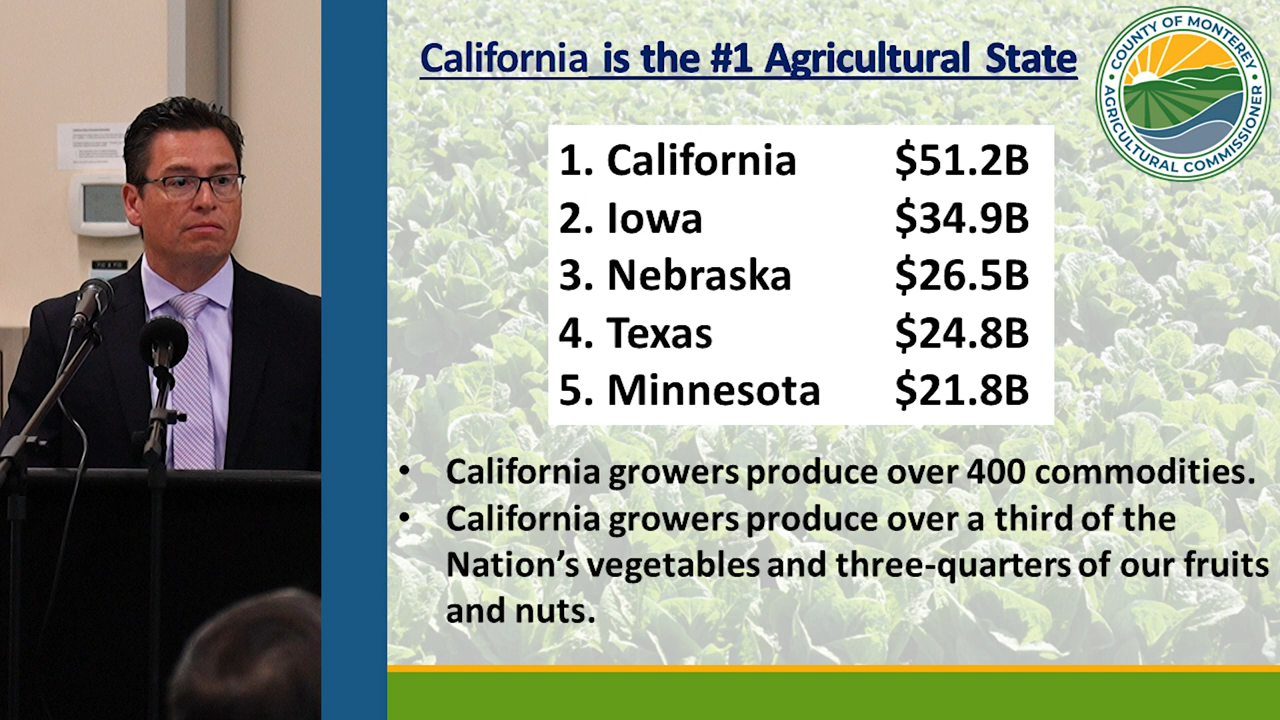 California is the #1 Agricultural State
COUNTY OF MONTEREY
AGRICULTURAL COMMISSIONER
1. California $51.2B
2. Iowa $34.9B
3. Nebraska $26.5B
4. Texas $24.8B
5. Minnesota $21.8B
• California growers produce over 400 commodities.
• California growers produce over a third of the
Nation’s vegetables and three-quarters of our fruits
and nuts.